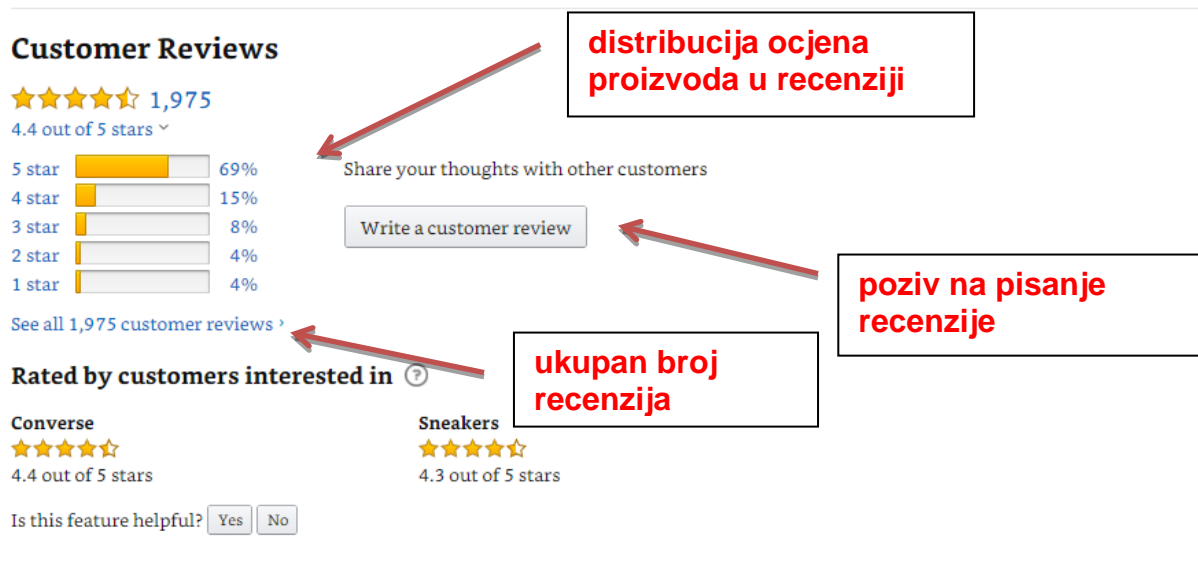 Customer Reviews
1,975
4.4 out of 5 stars
5 star 69%
4 star 15%
3 star 8%
2 star 4%
1 star 4%
See all 1,975 customer reviews ›
distribucija ocjena
proizvoda u recenziji
Share your thoughts with other customers
Write a customer review
poziv na pisanje
recenzije
ukupan broj
recenzija
Rated by customers interested in ?
Converse
4.4 out of 5 stars
Sneakers
4.3 out of 5 stars
Is this feature helpful? Yes No